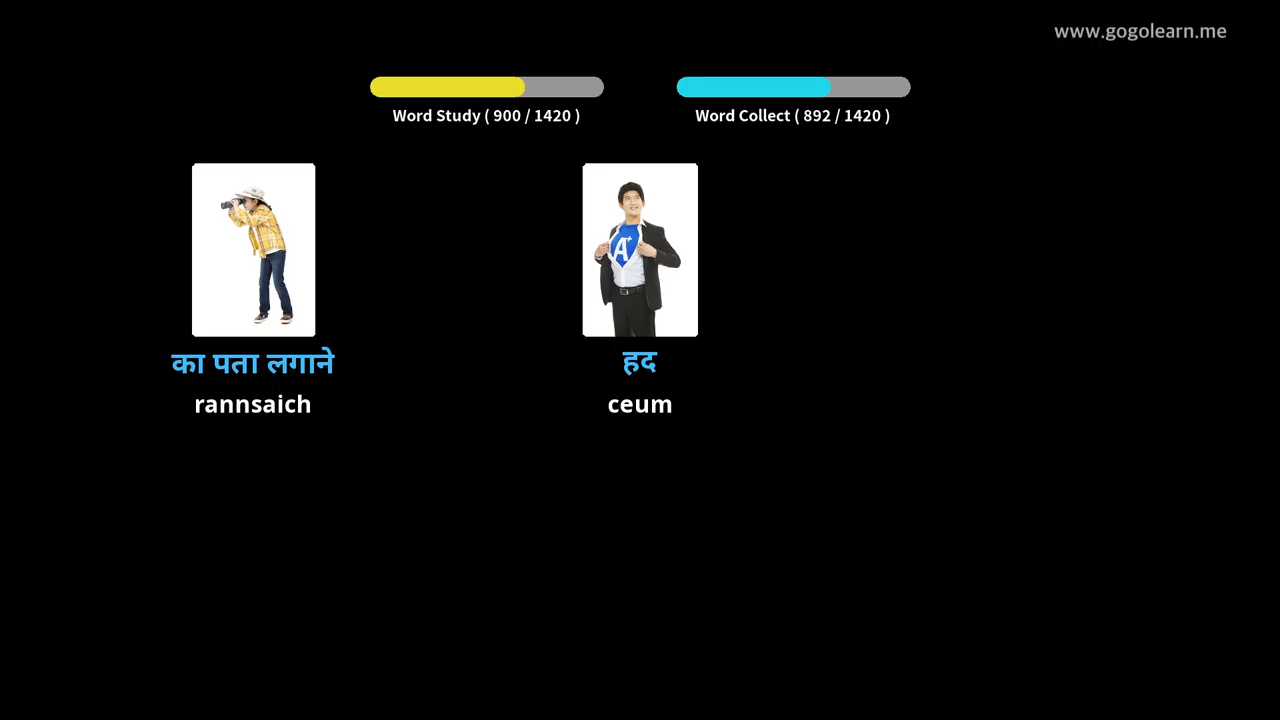 www.gogolearn.me
Word Study ( 900 / 1420 )
Word Collect ( 892 / 1420 )
A+
का पता लगाने
हद
rannsaich
ceum